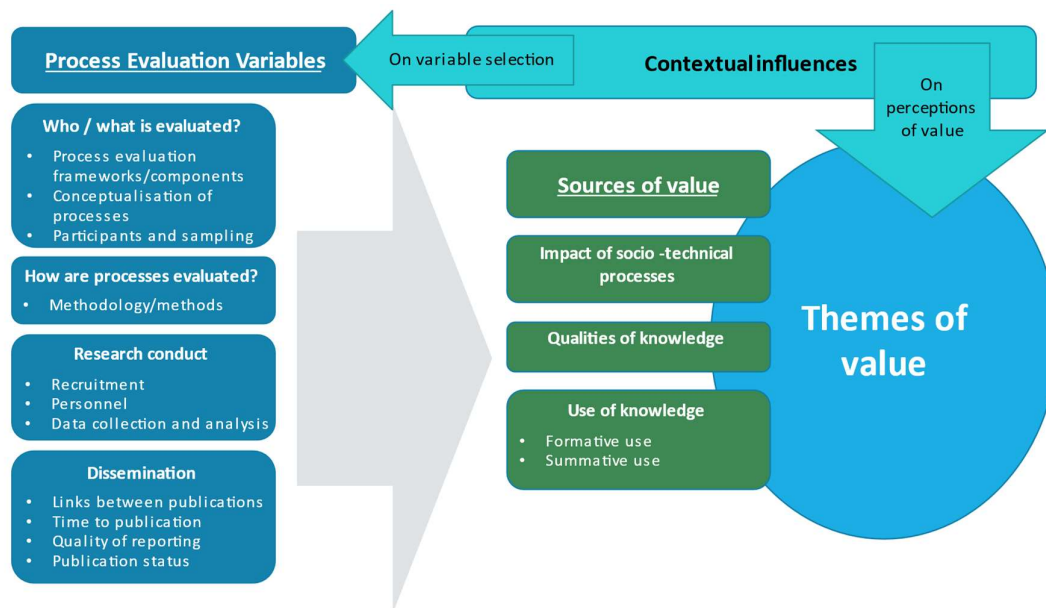 Process Evaluation Variables
On variable selection
Contextual influences
On
perceptions
of value
Who / what is evaluated?
• Process evaluation
frameworks/components
• Conceptualisation of
processes
• Participants and sampling
How are processes evaluated?
• Methodology/methods
Research conduct
• Recruitment
• Personnel
• Data collection and analysis
Dissemination
• Links between publications
• Time to publication
• Quality of reporting
• Publication status
Sources of value
Impact of socio -technical
processes
Qualities of knowledge
Use of knowledge
• Formative use
• Summative use
Themes of
value